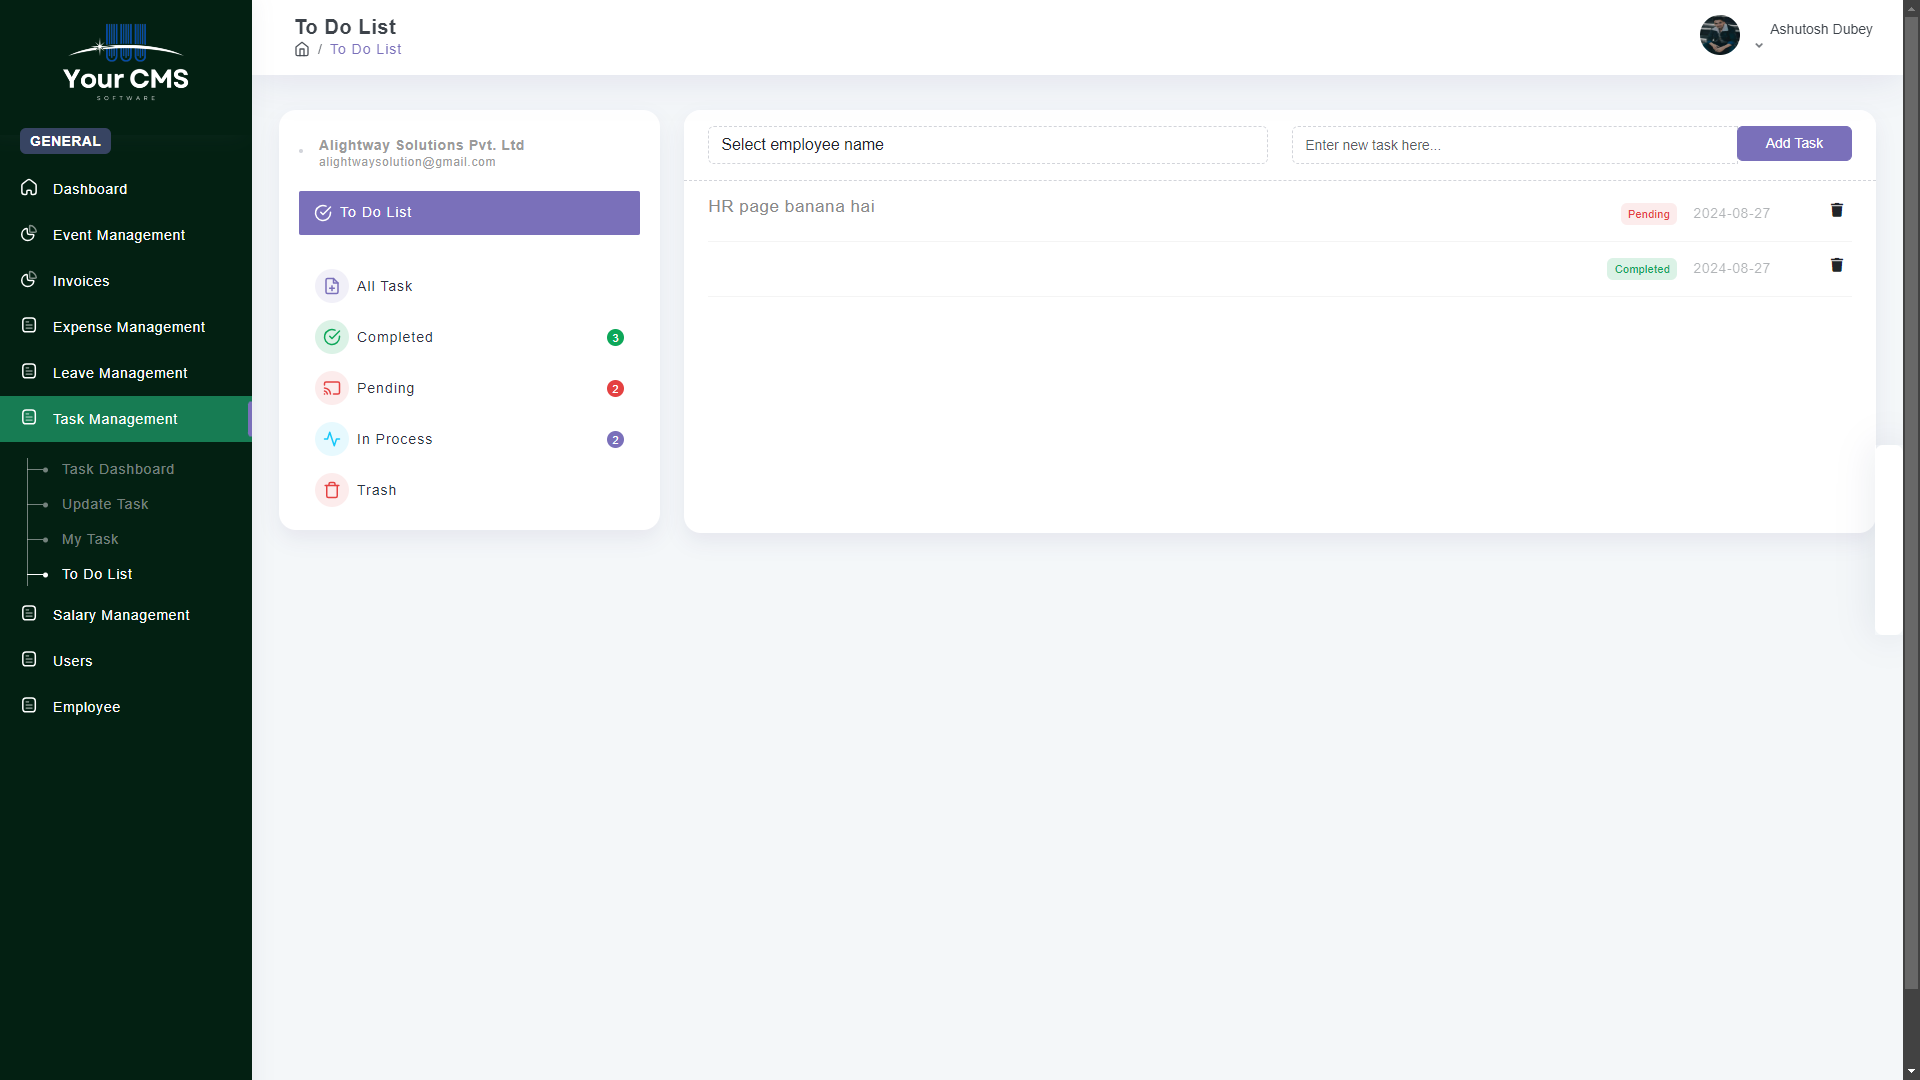 Your CMS
SOFTWARE
GENERAL
Dashboard
Event Management
Invoices
Expense Management
Leave Management
Task Management
Task Dashboard
Update Task
My Task
To Do List
Salary Management
Users
Employee
To Do List
/ To Do List
Ashutosh Dubey
Alightway Solutions Pvt. Ltd
alightwaysolution@gmail.com
To Do List
All Task
Completed 3
Pending 2
In Process 2
Trash
Select employee name
Enter new task here...
Add Task
HR page banana hai
Pending 2024-08-27
Completed 2024-08-27